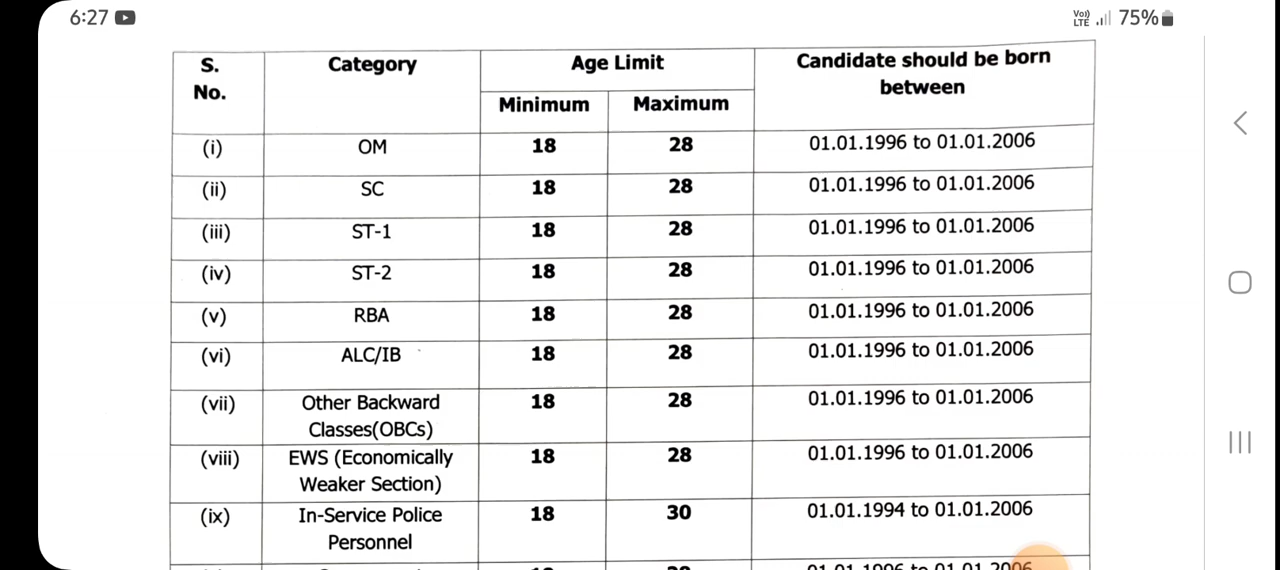 6:27
Vo)) LTE 75%
S. No. Category Age Limit Candidate should be born between
Minimum Maximum
(i) OM 18 28 01.01.1996 to 01.01.2006
(ii) SC 18 28 01.01.1996 to 01.01.2006
(iii) ST-1 18 28 01.01.1996 to 01.01.2006
(iv) ST-2 18 28 01.01.1996 to 01.01.2006
(v) RBA 18 28 01.01.1996 to 01.01.2006
(vi) ALC/IB 18 28 01.01.1996 to 01.01.2006
(vii) Other Backward 18 28 01.01.1996 to 01.01.2006
Classes(OBCs)
(viii) EWS (Economically 18 28 01.01.1996 to 01.01.2006
Weaker Section)
(ix) In-Service Police 18 30 01.01.1994 to 01.01.2006
Personnel